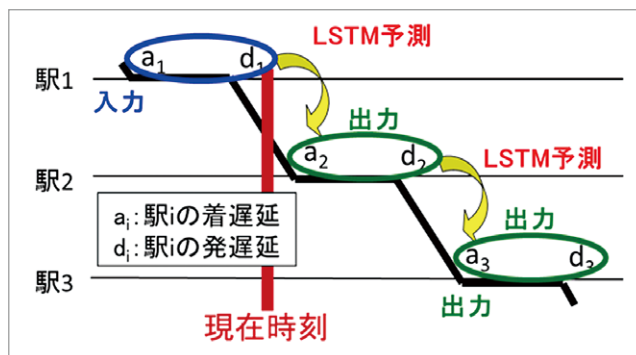 LSTM予測
a₁ d₁
駅1
入力
出力
a₂ d₂
LSTM予測
駅2
aᵢ:駅iの着遅延
dᵢ:駅iの発遅延
出力
a₃ d₃
駅3
出力
現在時刻